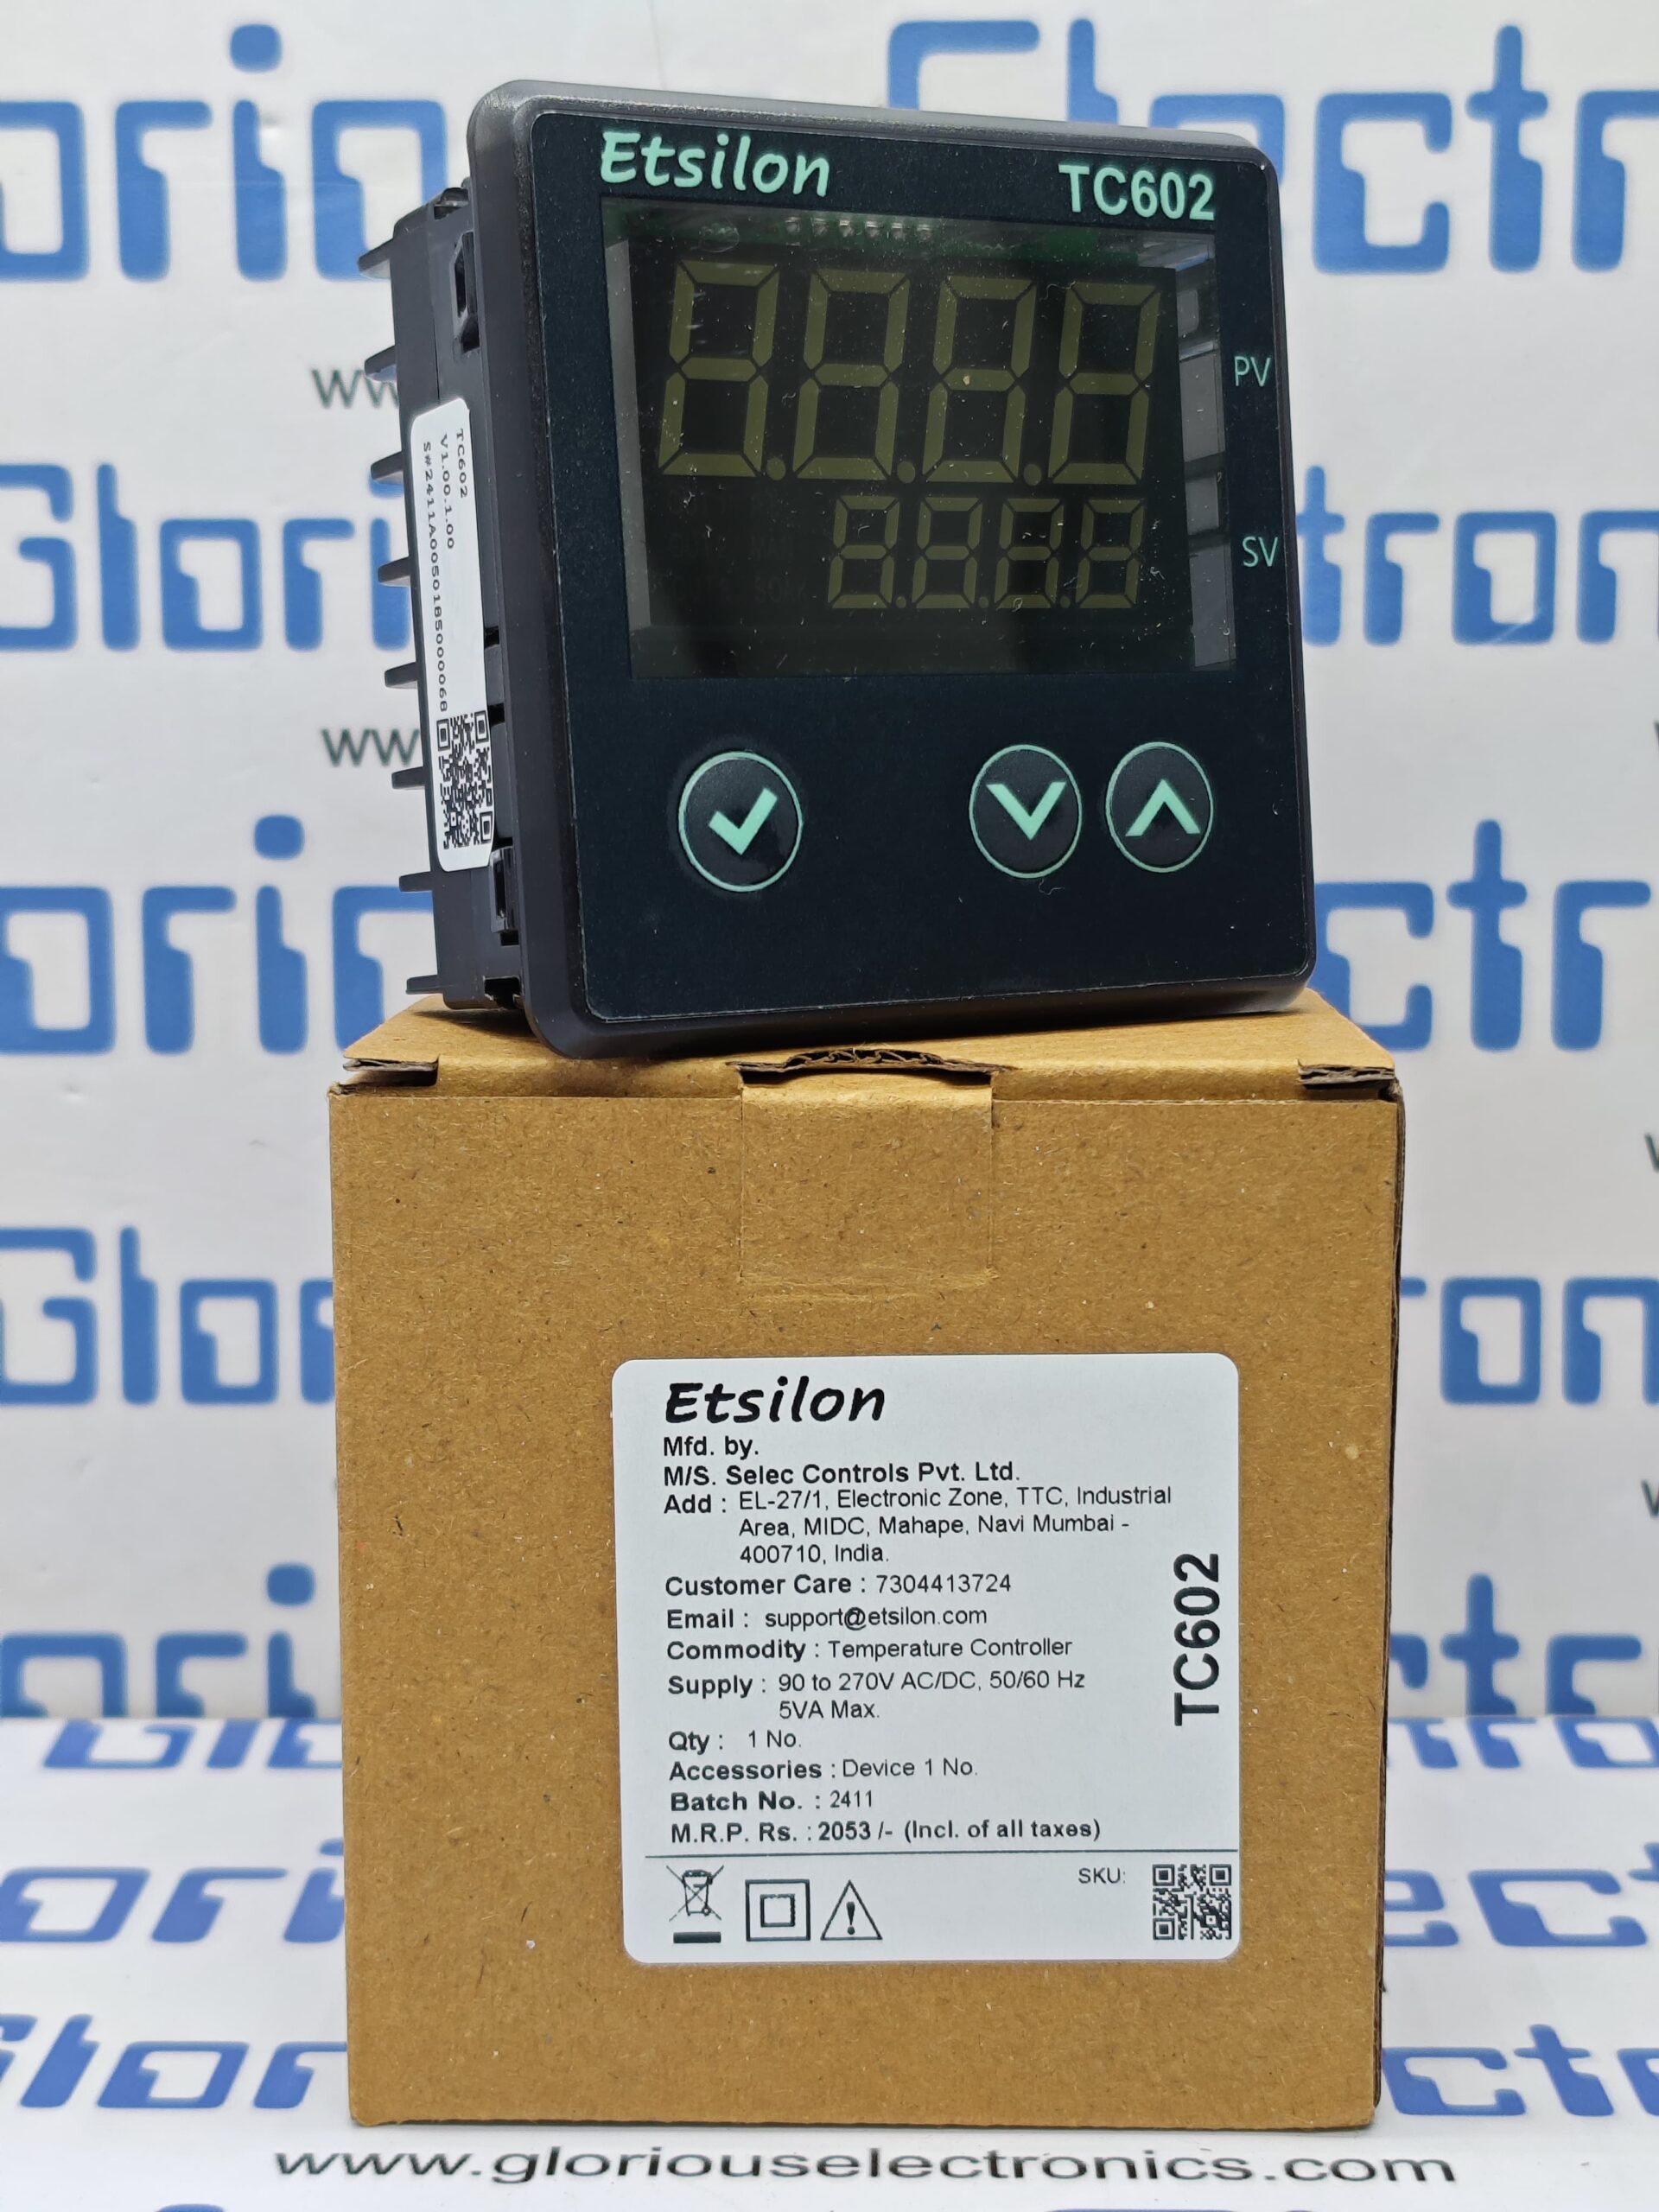 Etsilon
TC602
PV
SV
TC602
V1.00.1.00
S#2411A0050185000068
Etsilon
Mfd. by.
M/S. Selec Controls Pvt. Ltd.
Add : EL-27/1, Electronic Zone, TTC, Industrial
Area, MIDC, Mahape, Navi Mumbai -
400710, India.
Customer Care : 7304413724
Email : support@etsilon.com
Commodity : Temperature Controller
Supply : 90 to 270V AC/DC, 50/60 Hz
5VA Max.
Qty : 1 No.
Accessories : Device 1 No.
Batch No. : 2411
M.R.P. Rs. : 2053 /- (Incl. of all taxes)
SKU:
TC602
www.gloriouselectronics.com